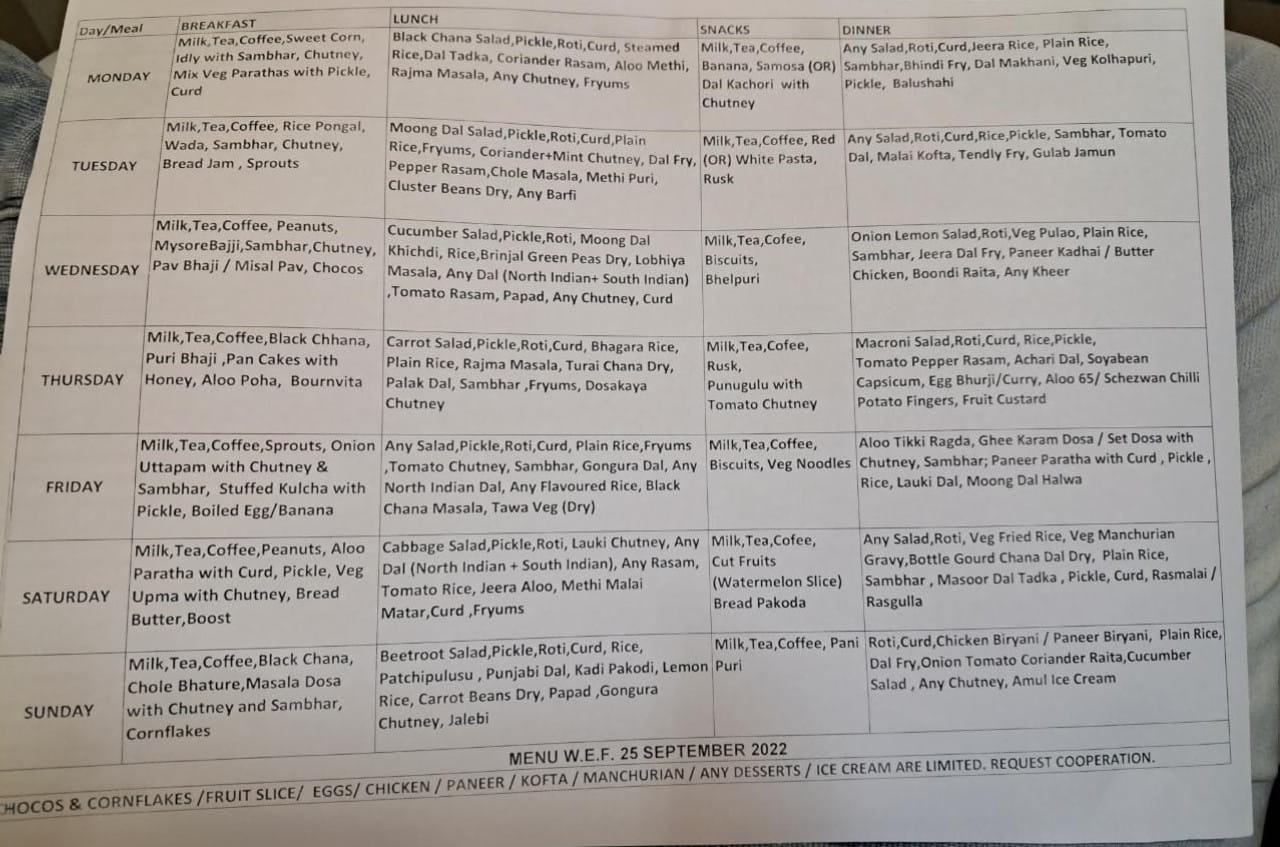 Day/Meal BREAKFAST LUNCH SNACKS DINNER
MONDAY
Milk,Tea,Coffee,Sweet Corn,
Idly with Sambhar, Chutney,
Mix Veg Parathas with Pickle,
Curd
Black Chana Salad,Pickle,Roti,Curd, Steamed
Rice,Dal Tadka, Coriander Rasam, Aloo Methi,
Rajma Masala, Any Chutney, Fryums
Milk,Tea,Coffee,
Banana, Samosa (OR)
Dal Kachori with
Chutney
Any Salad,Roti,Curd,Jeera Rice, Plain Rice,
Sambhar,Bhindi Fry, Dal Makhani, Veg Kolhapuri,
Pickle, Balushahi
TUESDAY
Milk,Tea,Coffee, Rice Pongal,
Wada, Sambhar, Chutney,
Bread Jam , Sprouts
Moong Dal Salad,Pickle,Roti,Curd,Plain
Rice,Fryums, Coriander+Mint Chutney, Dal Fry,
Pepper Rasam,Chole Masala, Methi Puri,
Cluster Beans Dry, Any Barfi
Milk,Tea,Coffee, Red
(OR) White Pasta,
Rusk
Any Salad,Roti,Curd,Rice,Pickle, Sambhar, Tomato
Dal, Malai Kofta, Tendly Fry, Gulab Jamun
WEDNESDAY
Milk,Tea,Coffee, Peanuts,
MysoreBajji,Sambhar,Chutney,
Pav Bhaji / Misal Pav, Chocos
Cucumber Salad,Pickle,Roti, Moong Dal
Khichdi, Rice,Brinjal Green Peas Dry, Lobhiya
Masala, Any Dal (North Indian+ South Indian)
,Tomato Rasam, Papad, Any Chutney, Curd
Milk,Tea,Cofee,
Biscuits,
Bhelpuri
Onion Lemon Salad,Roti,Veg Pulao, Plain Rice,
Sambhar, Jeera Dal Fry, Paneer Kadhai / Butter
Chicken, Boondi Raita, Any Kheer
THURSDAY
Milk,Tea,Coffee,Black Chhana,
Puri Bhaji ,Pan Cakes with
Honey, Aloo Poha, Bournvita
Carrot Salad,Pickle,Roti,Curd, Bhagara Rice,
Plain Rice, Rajma Masala, Turai Chana Dry,
Palak Dal, Sambhar ,Fryums, Dosakaya
Chutney
Milk,Tea,Cofee,
Rusk,
Punugulu with
Tomato Chutney
Macroni Salad,Roti,Curd, Rice,Pickle,
Tomato Pepper Rasam, Achari Dal, Soyabean
Capsicum, Egg Bhurji/Curry, Aloo 65/ Schezwan Chilli
Potato Fingers, Fruit Custard
FRIDAY
Milk,Tea,Coffee,Sprouts, Onion
Uttapam with Chutney &
Sambhar, Stuffed Kulcha with
Pickle, Boiled Egg/Banana
Any Salad,Pickle,Roti,Curd, Plain Rice,Fryums
,Tomato Chutney, Sambhar, Gongura Dal, Any
North Indian Dal, Any Flavoured Rice, Black
Chana Masala, Tawa Veg (Dry)
Milk,Tea,Coffee,
Biscuits, Veg Noodles
Aloo Tikki Ragda, Ghee Karam Dosa / Set Dosa with
Chutney, Sambhar; Paneer Paratha with Curd , Pickle ,
Rice, Lauki Dal, Moong Dal Halwa
SATURDAY
Milk,Tea,Coffee,Peanuts, Aloo
Paratha with Curd, Pickle, Veg
Upma with Chutney, Bread
Butter,Boost
Cabbage Salad,Pickle,Roti, Lauki Chutney, Any
Dal (North Indian + South Indian), Any Rasam,
Tomato Rice, Jeera Aloo, Methi Malai
Matar,Curd ,Fryums
Milk,Tea,Cofee,
Cut Fruits
(Watermelon Slice)
Bread Pakoda
Any Salad,Roti, Veg Fried Rice, Veg Manchurian
Gravy,Bottle Gourd Chana Dal Dry, Plain Rice,
Sambhar , Masoor Dal Tadka , Pickle, Curd, Rasmalai /
Rasgulla
SUNDAY
Milk,Tea,Coffee,Black Chana,
Chole Bhature,Masala Dosa
with Chutney and Sambhar,
Cornflakes
Beetroot Salad,Pickle,Roti,Curd, Rice,
Patchipulusu , Punjabi Dal, Kadi Pakodi, Lemon
Rice, Carrot Beans Dry, Papad ,Gongura
Chutney, Jalebi
Milk,Tea,Coffee, Pani
Puri
Roti,Curd,Chicken Biryani / Paneer Biryani, Plain Rice,
Dal Fry,Onion Tomato Coriander Raita,Cucumber
Salad , Any Chutney, Amul Ice Cream
MENU W.E.F. 25 SEPTEMBER 2022
CHOCOS & CORNFLAKES /FRUIT SLICE/ EGGS/ CHICKEN / PANEER / KOFTA / MANCHURIAN / ANY DESSERTS / ICE CREAM ARE LIMITED. REQUEST COOPERATION.